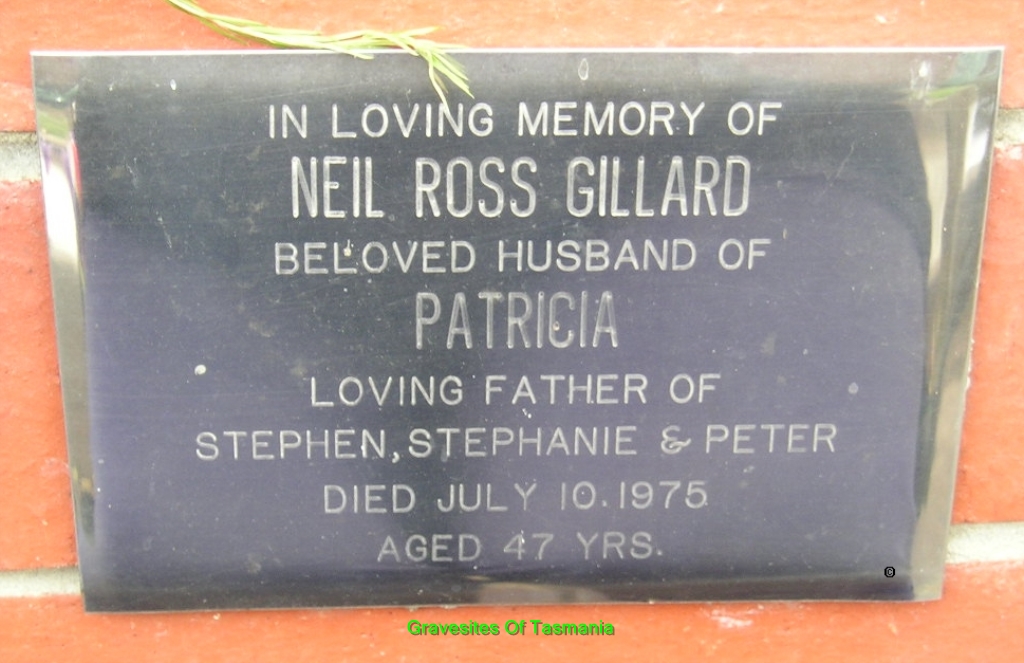 IN LOVING MEMORY OF
NEIL ROSS GILLARD
BELOVED HUSBAND OF
PATRICIA
LOVING FATHER OF
STEPHEN, STEPHANIE & PETER
DIED JULY 10. 1975
AGED 47 YRS.
©
Gravesites Of Tasmania